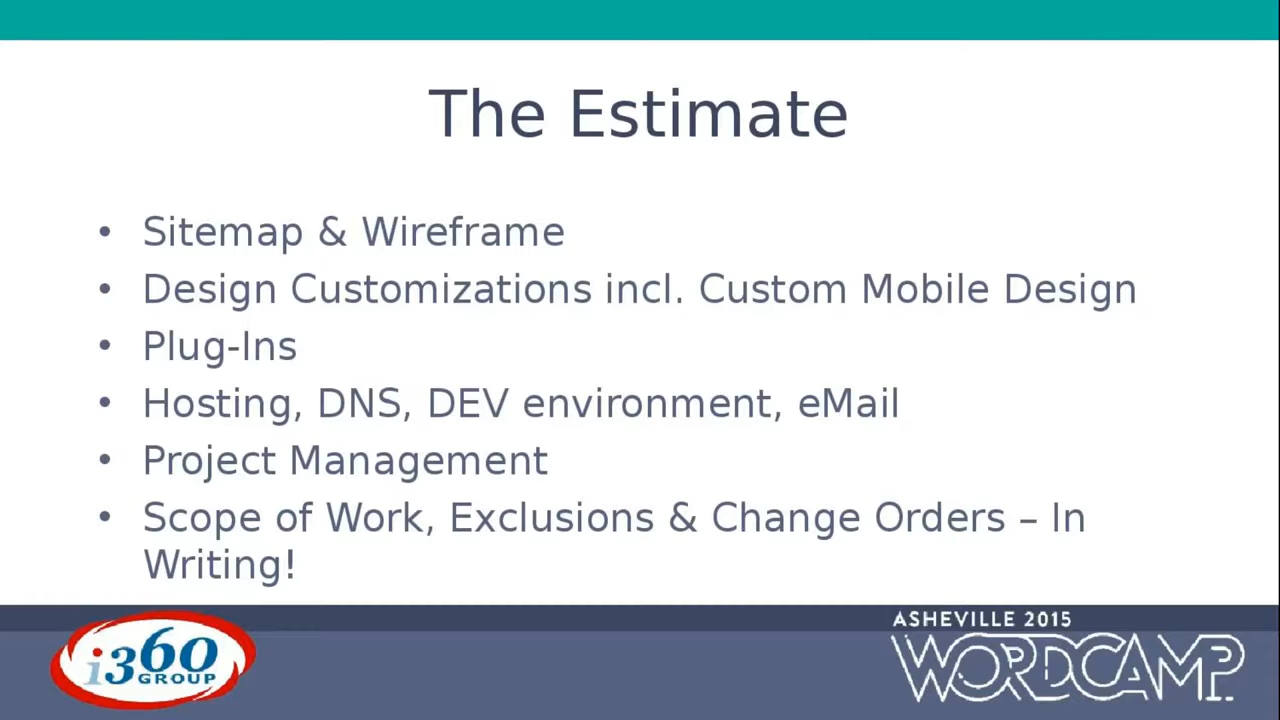 The Estimate
• Sitemap & Wireframe
• Design Customizations incl. Custom Mobile Design
• Plug-Ins
• Hosting, DNS, DEV environment, eMail
• Project Management
• Scope of Work, Exclusions & Change Orders – In
Writing!
i360
GROUP
ASHEVILLE 2015
WORDCAMP